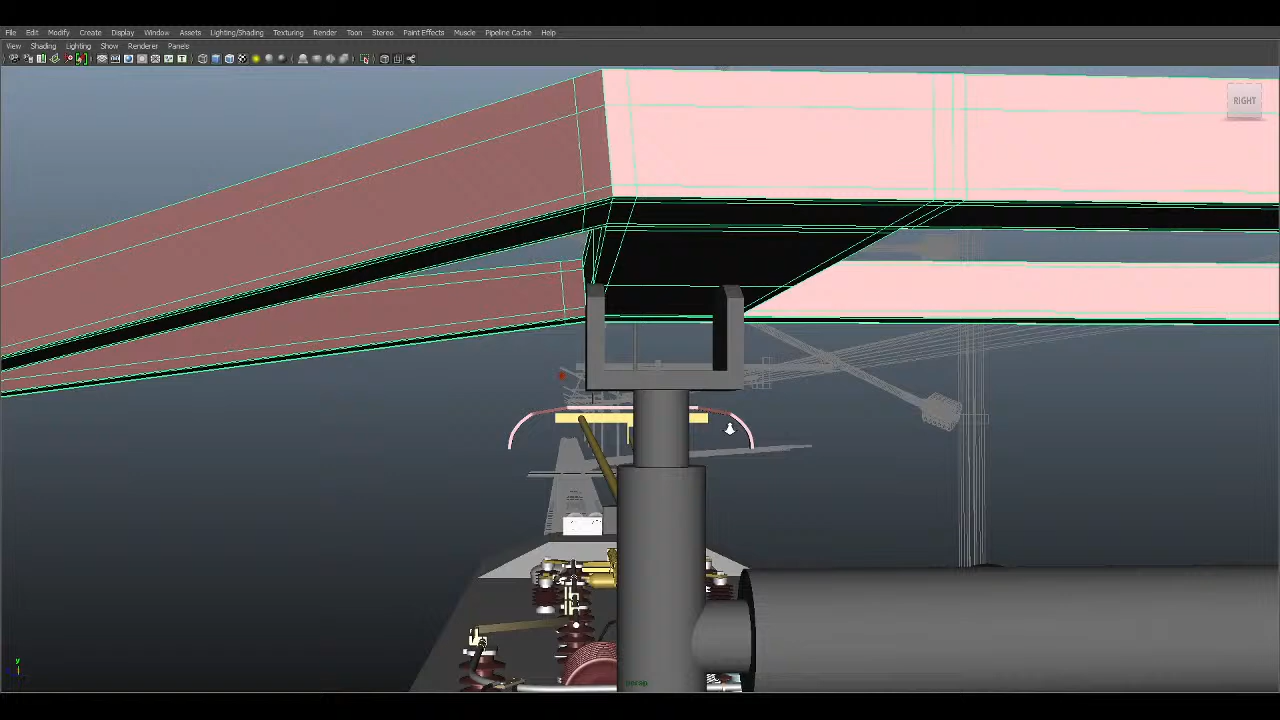 File Edit Modify Create Display Window Assets Lighting/Shading Texturing Render Toon Stereo Paint Effects Muscle Pipeline Cache Help
View Shading Lighting Show Renderer Panels
RIGHT
y
persp